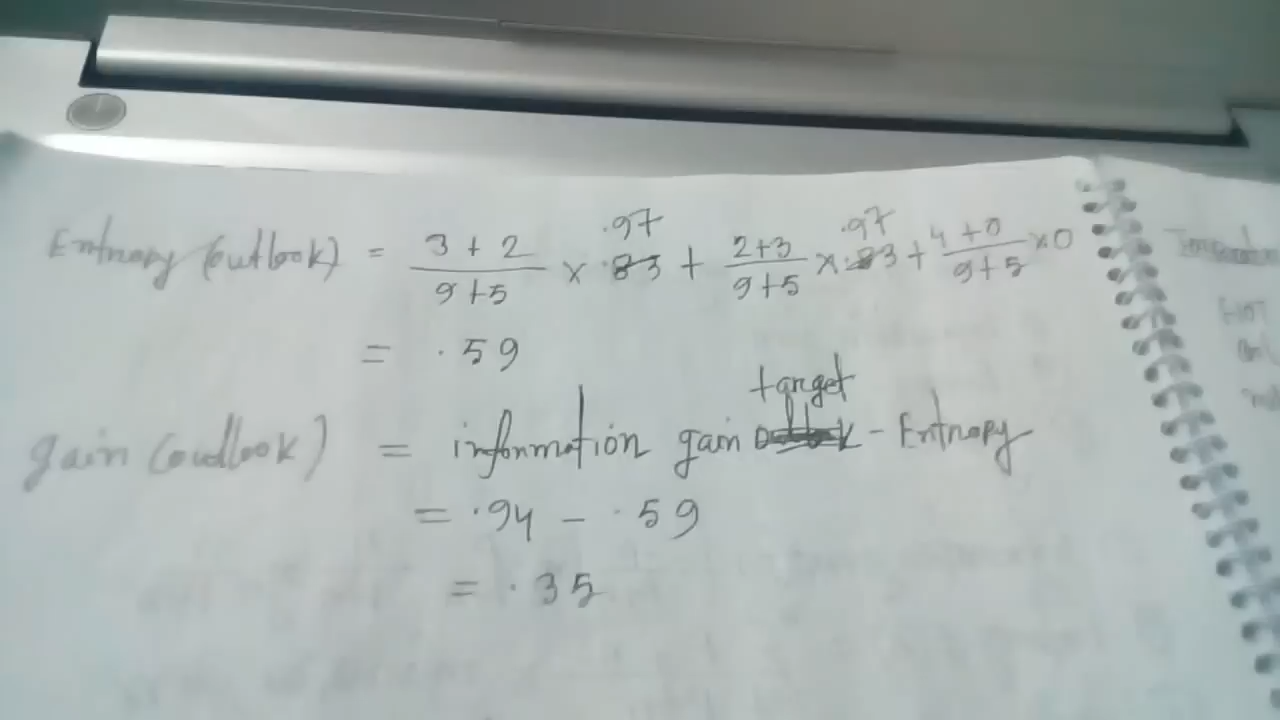 Entropy (outlook) = 3 + 2 / 9 + 5 × .97 + 2+3 / 9+5 × .97 + 4 + 0 / 9 + 5 × 0
= .59
gain (outlook) = information gain target - Entropy
= .94 - .59
= .35